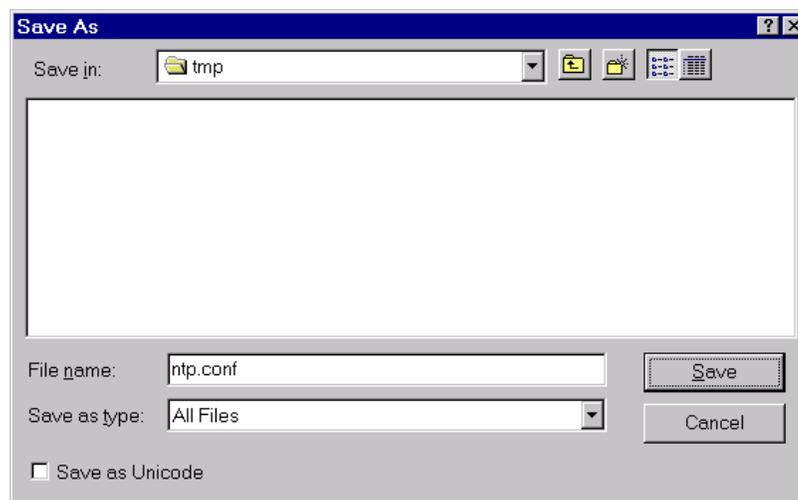 Save As
Save in: tmp
File name: ntp.conf
Save
Save as type: All Files
Cancel
Save as Unicode